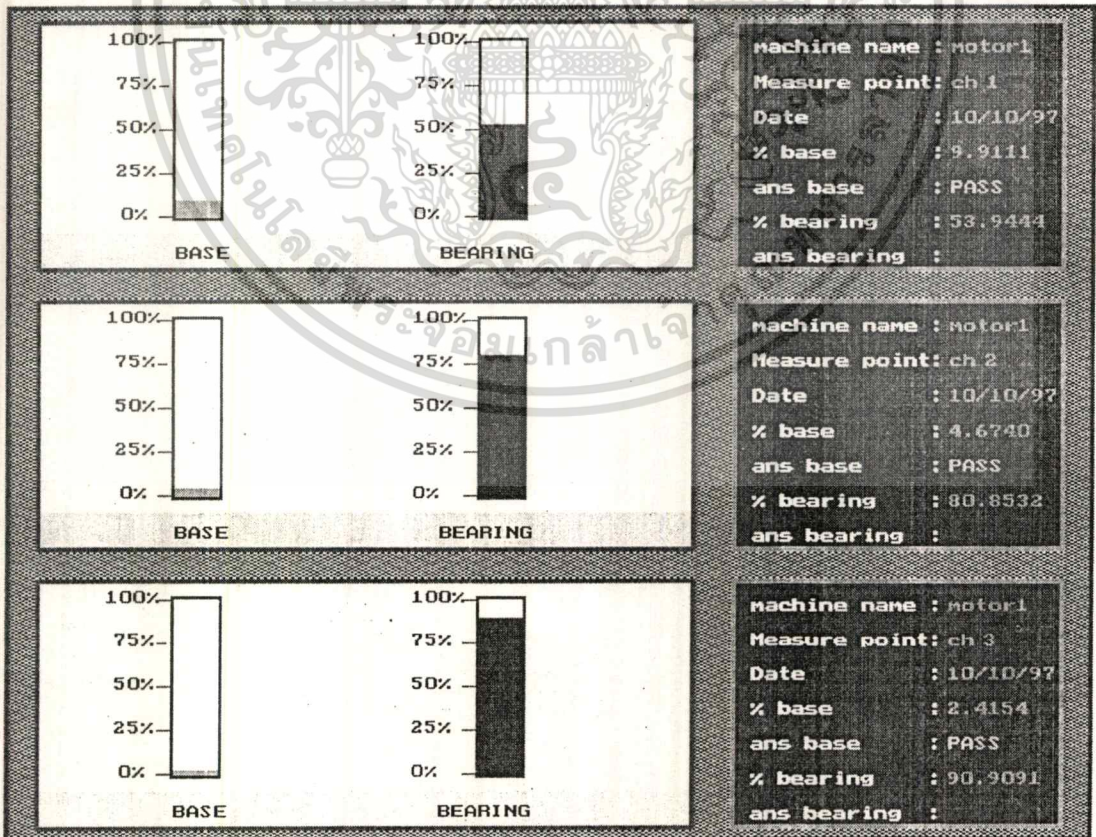 100%
75%
50%
25%
0%
BASE
100%
75%
50%
25%
0%
BEARING
machine name : motor1
Measure point: ch 1
Date : 10/10/97
% base : 9.9111
ans base : PASS
% bearing : 53.9444
ans bearing :
100%
75%
50%
25%
0%
BASE
100%
75%
50%
25%
0%
BEARING
machine name : motor1
Measure point: ch 2
Date : 10/10/97
% base : 4.6740
ans base : PASS
% bearing : 80.8532
ans bearing :
100%
75%
50%
25%
0%
BASE
100%
75%
50%
25%
0%
BEARING
machine name : motor1
Measure point: ch 3
Date : 10/10/97
% base : 2.4154
ans base : PASS
% bearing : 90.9091
ans bearing :